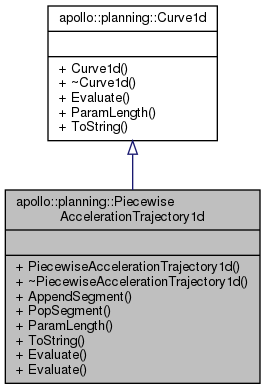 apollo::planning::Curve1d
+ Curve1d()
+ ~Curve1d()
+ Evaluate()
+ ParamLength()
+ ToString()
apollo::planning::Piecewise
AccelerationTrajectory1d
+ PiecewiseAccelerationTrajectory1d()
+ ~PiecewiseAccelerationTrajectory1d()
+ AppendSegment()
+ PopSegment()
+ ParamLength()
+ ToString()
+ Evaluate()
+ Evaluate()